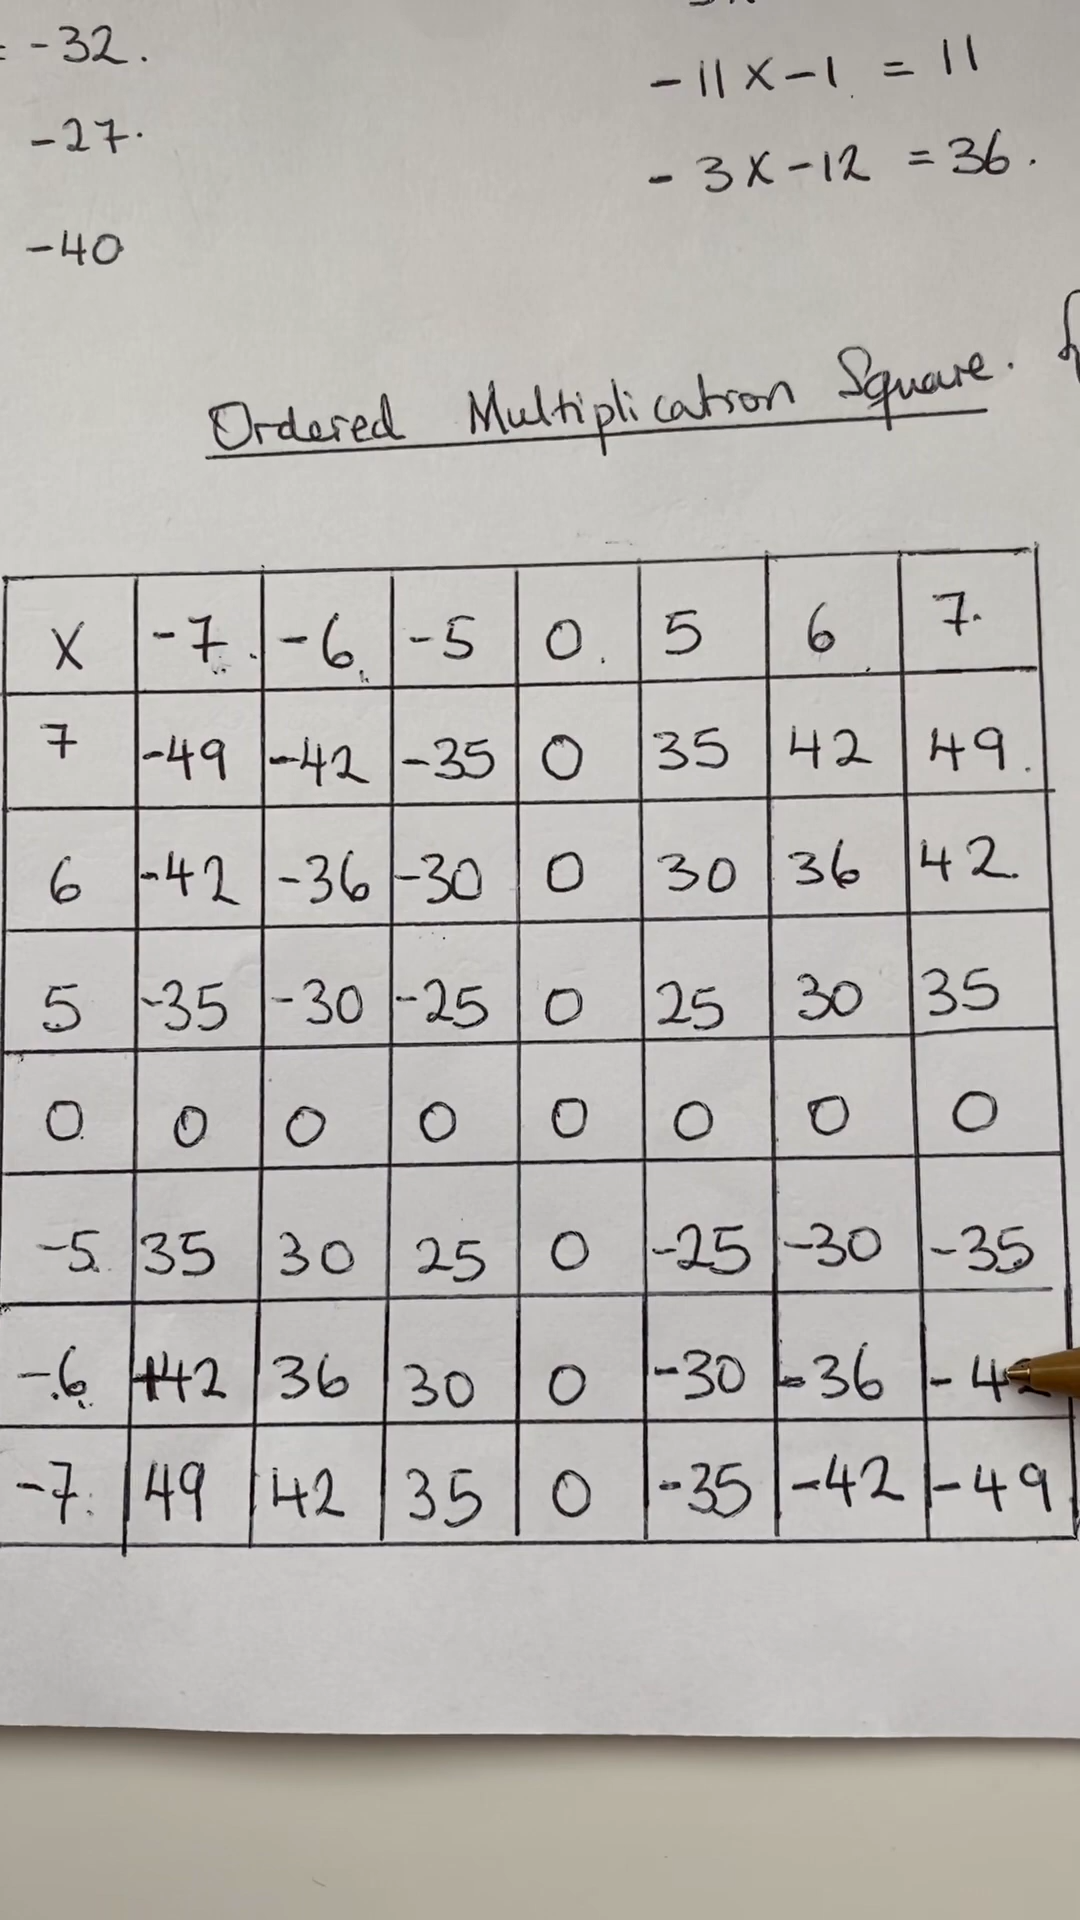 = -32.
-11 x -1 = 11
-27.
- 3 x -12 = 36.
-40
Ordered Multiplication Square.
X -7. -6. -5 0. 5 6 7.
7 -49 -42 -35 0 35 42 49.
6 -42 -36 -30 0 30 36 42.
5 -35 -30 -25 0 25 30 35
0 0 0 0 0 0 0 0
-5. 35 30 25 0 -25 -30 -35
-6. +42 36 30 0 -30 -36 -42
-7. 49 42 35 0 -35 -42 -49